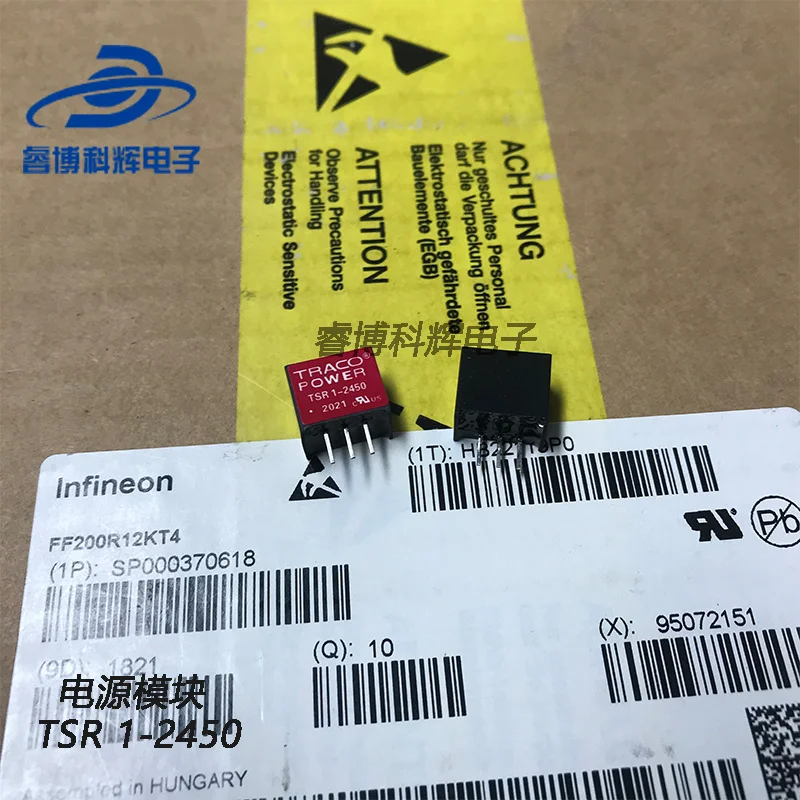 睿博科辉电子
ATTENTION
Observe Precautions
for Handling
Electrostatic Sensitive
Devices
ACHTUNG
Nur geschultes Personal
darf die Verpackung öffnen
Elektrostatisch gefährdete
Bauelemente (EGB)
睿博科辉电子
TRACO®
POWER
TSR 1-2450
2021
Infineon
FF200R12KT4
(1P): SP000370618
(1T):
(9D): 1821
(Q): 10
(X): 95072151
Pb
电源模块
TSR 1-2450
Assembled in HUNGARY